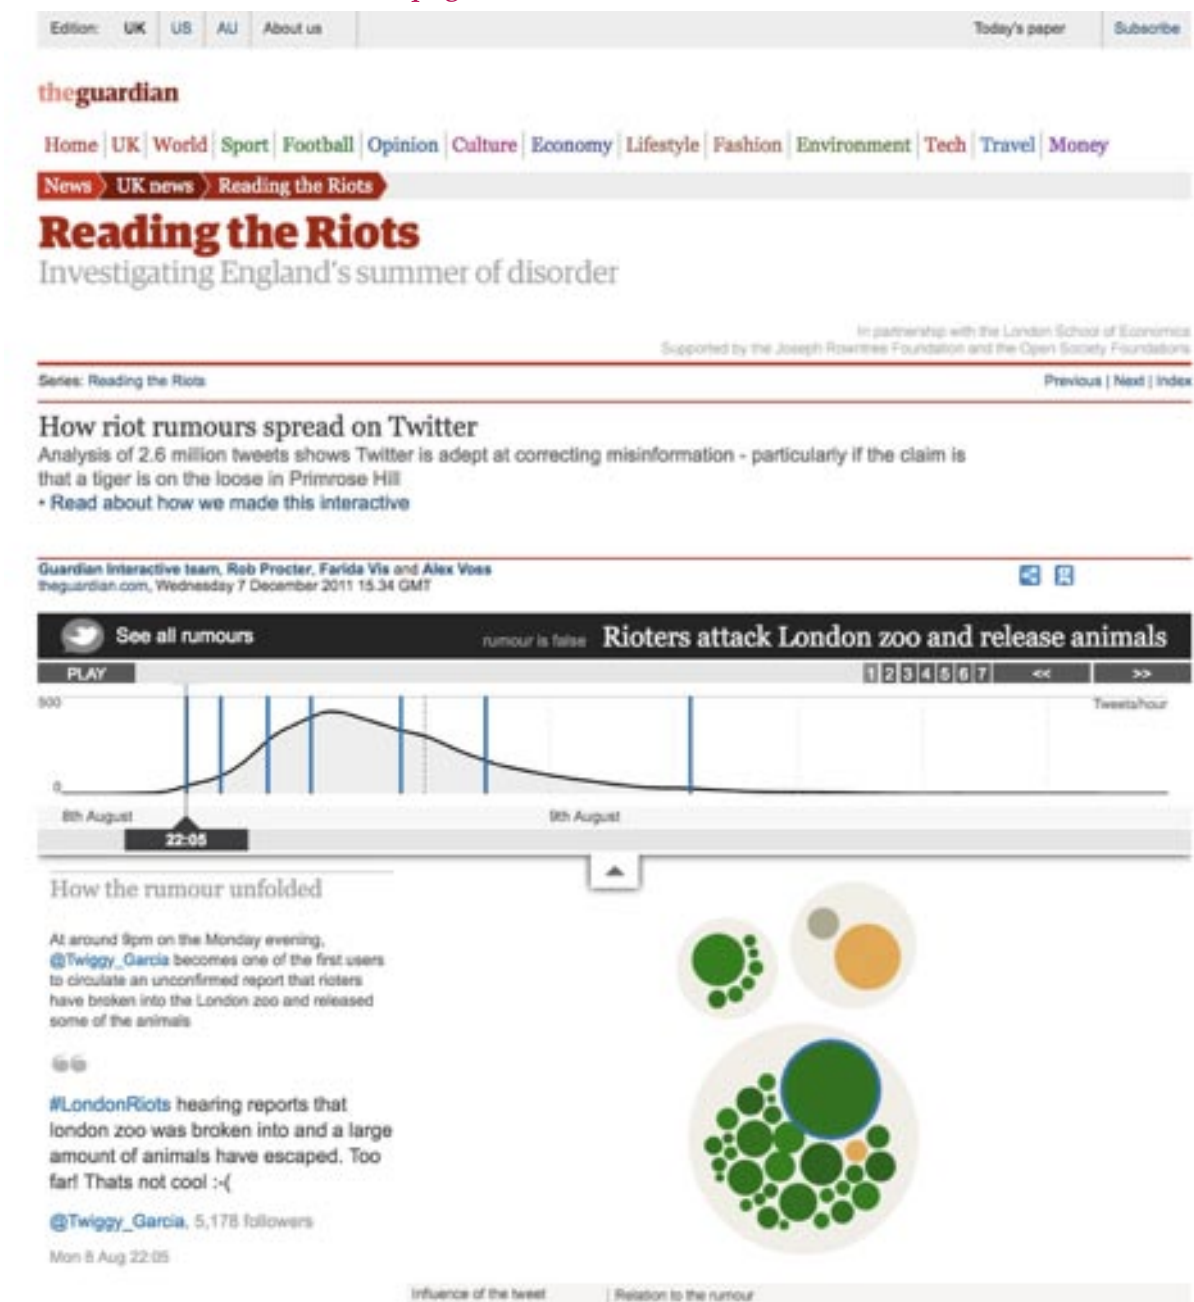 Edition: UK US AU About us Today's paper Subscribe
theguardian
Home UK World Sport Football Opinion Culture Economy Lifestyle Fashion Environment Tech Travel Money
News UK news Reading the Riots
Reading the Riots
Investigating England's summer of disorder
In partnership with the London School of Economics
Supported by the Joseph Rowntree Foundation and the Open Society Foundations
Series: Reading the Riots Previous | Next | Index
How riot rumours spread on Twitter
Analysis of 2.6 million tweets shows Twitter is adept at correcting misinformation - particularly if the claim is
that a tiger is on the loose in Primrose Hill
• Read about how we made this interactive
Guardian Interactive team, Rob Procter, Farida Vis and Alex Voss
theguardian.com, Wednesday 7 December 2011 15.34 GMT
See all rumours rumour is false Rioters attack London zoo and release animals
PLAY 1 2 3 4 5 6 7 << >>
500 Tweets/hour
0
8th August 9th August
22:05
How the rumour unfolded
At around 9pm on the Monday evening,
@Twiggy_Garcia becomes one of the first users
to circulate an unconfirmed report that rioters
have broken into the London zoo and released
some of the animals
““
#LondonRiots hearing reports that
london zoo was broken into and a large
amount of animals have escaped. Too
far! Thats not cool :-(
@Twiggy_Garcia, 5,178 followers
Mon 8 Aug 22:05
Influence of the tweet Relation to the rumour